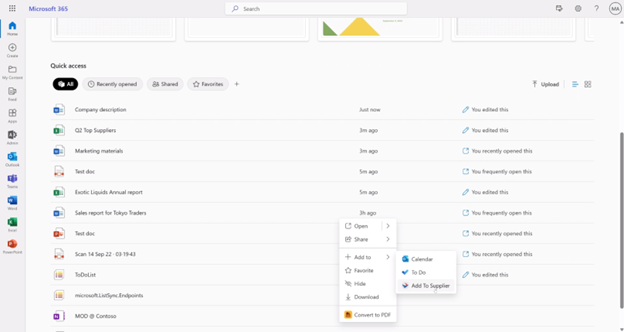 Microsoft 365
Search
MA
Home
Create
My Content
Feed
Apps
Outlook
Teams
Word
Excel
PowerPoint
Quick access
All
Recently opened
Shared
Favorites
Upload
Company description Just now You edited this
Q2 Top Suppliers 3m ago You edited this
Marketing materials 3m ago You recently opened this
Test doc 5m ago You frequently open this
Exotic Liquids Annual report 5m ago You edited this
Sales report for Tokyo Traders 3h ago You frequently open this
Test doc You recently opened this
Scan 14 Sep 22 · 03 19:43 You recently opened this
ToDoList You edited this
microsoft.ListSync.Endpoints
MOD @ Contoso
Open
Share
Add to
Favorite
Hide
Download
Convert to PDF
Calendar
To Do
Add To Supplier